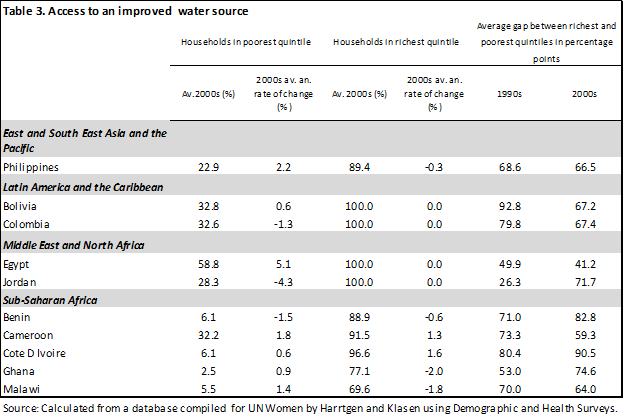 Table 3. Access to an improved water source
Households in poorest quintile Households in richest quintile Average gap between richest and
poorest quintiles in percentage
points
Av. 2000s (%) 2000s av. an. rate of change (%) Av. 2000s (%) 2000s av. an. rate of change (%) 1990s 2000s
East and South East Asia and the
Pacific
Philippines 22.9 2.2 89.4 -0.3 68.6 66.5
Latin America and the Caribbean
Bolivia 32.8 0.6 100.0 0.0 92.8 67.2
Colombia 32.6 -1.3 100.0 0.0 79.8 67.4
Middle East and North Africa
Egypt 58.8 5.1 100.0 0.0 49.9 41.2
Jordan 28.3 -4.3 100.0 0.0 26.3 71.7
Sub-Saharan Africa
Benin 6.1 -1.5 88.9 -0.6 71.0 82.8
Cameroon 32.2 1.8 91.5 1.3 73.3 59.3
Cote D Ivoire 6.1 0.6 96.6 1.6 80.4 90.5
Ghana 2.5 0.9 77.1 -2.0 53.0 74.6
Malawi 5.5 1.4 69.6 -1.8 70.0 64.0
Source: Calculated from a database compiled for UN Women by Harrtgen and Klasen using Demographic and Health Surveys.